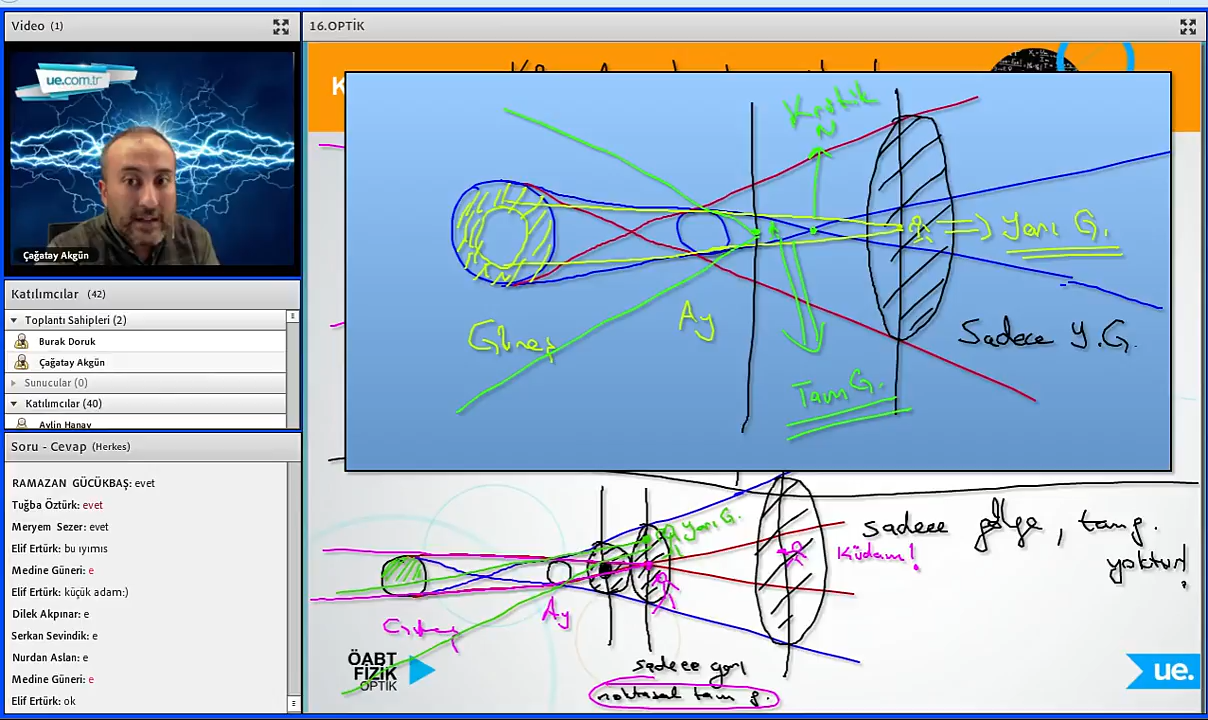 Video (1)
ue.com.tr
Çağatay Akgün
Katılımcılar (42)
Toplantı Sahipleri (2)
Burak Doruk
Çağatay Akgün
Sunucular (0)
Katılımcılar (40)
Aylin Hanay
Soru - Cevap (Herkes)
RAMAZAN GÜCÜKBAŞ: evet
Tuğba Öztürk: evet
Meryem Sezer: evet
Elif Ertürk: bu ıyımıs
Medine Güneri: e
Elif Ertürk: küçük adam:)
Dilek Akpınar: e
Serkan Sevindik: e
Nurdan Aslan: e
Medine Güneri: e
Elif Ertürk: ok
16.OPTİK
K
Kritik
N
Yarı G.
Ay
Güneş
Sadece Y.G.
Tam G.
Yarı G.
sadece gölge, tam g.
yoktur!
Küdam!
Ay
Güneş
ÖABT
FİZİK
OPTİK
sadece
noktasal tam g.
ue.